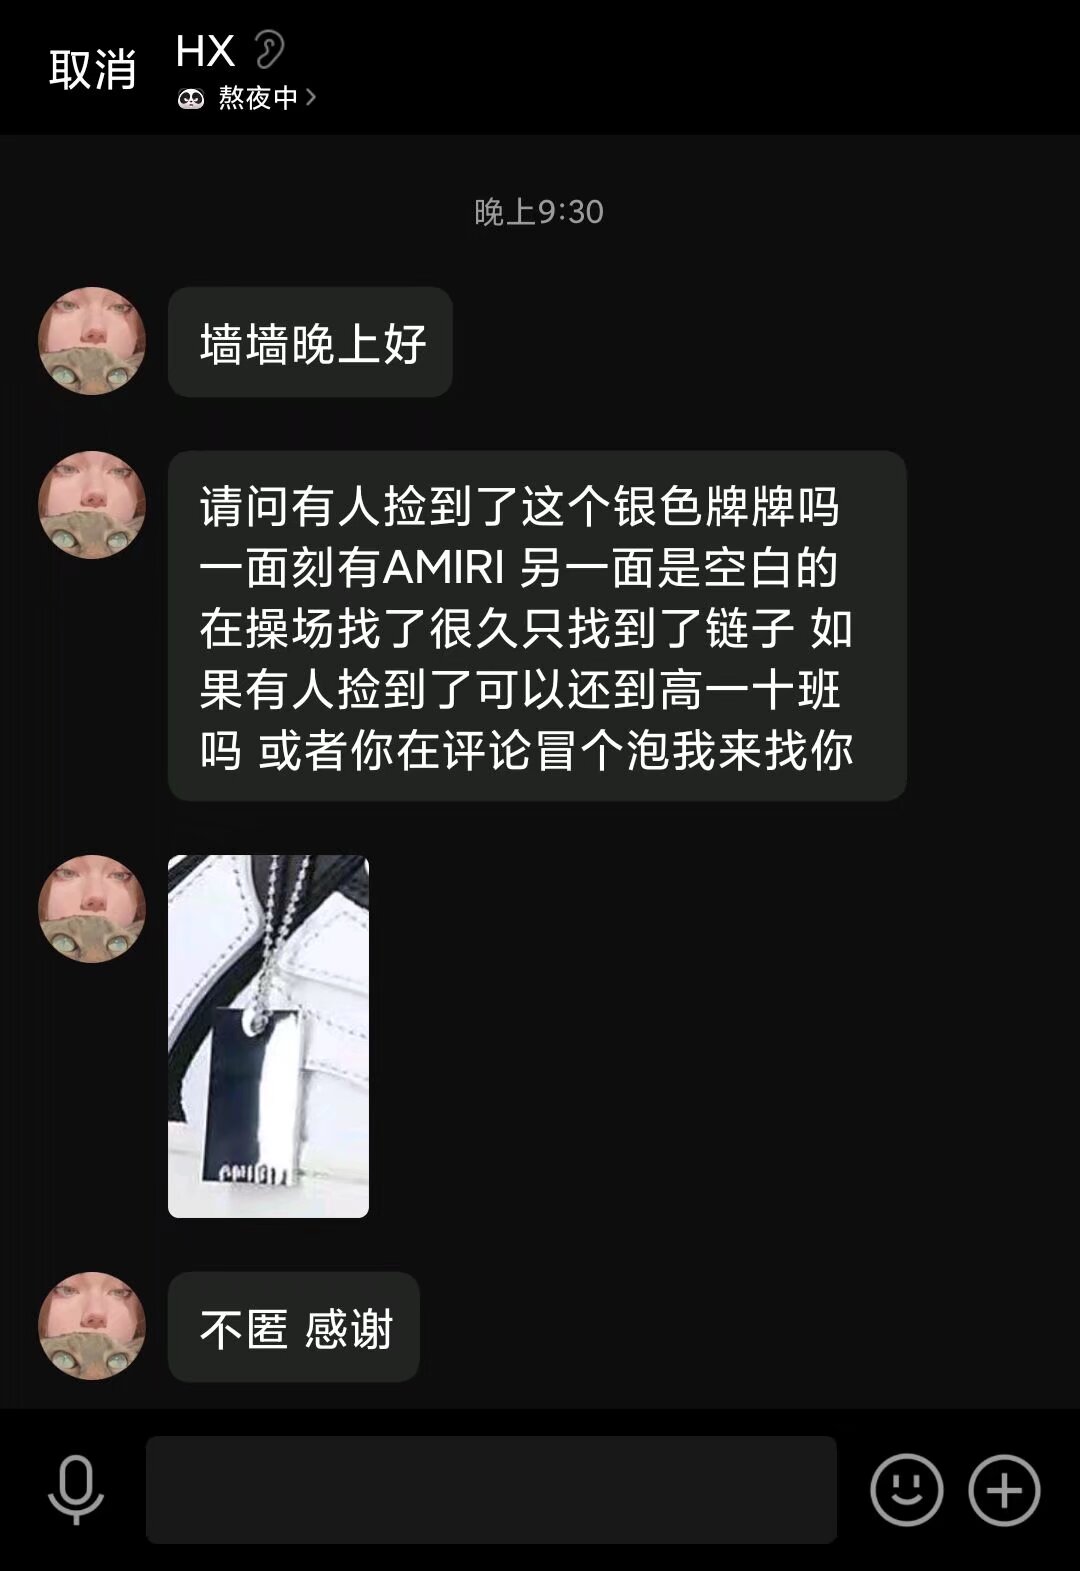 取消
HX
熬夜中
晚上9:30
墙墙晚上好
请问有人捡到了这个银色牌牌吗
一面刻有AMIRI 另一面是空白的
在操场找了很久只找到了链子 如
果有人捡到了可以还到高一十班
吗 或者你在评论冒个泡我来找你
AMIRI
不匿 感谢